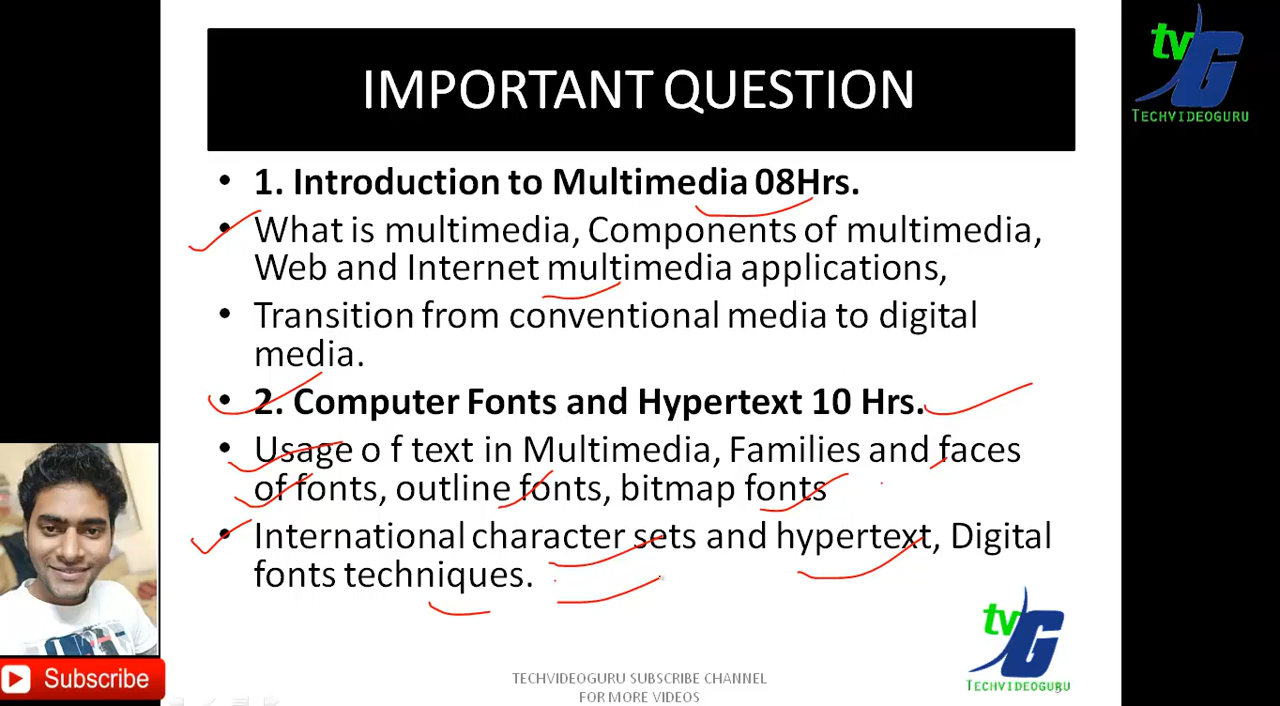 IMPORTANT QUESTION
tvG
TECHVIDEOGURU
• 1. Introduction to Multimedia 08Hrs.
• What is multimedia, Components of multimedia,
Web and Internet multimedia applications,
• Transition from conventional media to digital
media.
• 2. Computer Fonts and Hypertext 10 Hrs.
• Usage o f text in Multimedia, Families and faces
of fonts, outline fonts, bitmap fonts
• International character sets and hypertext, Digital
fonts techniques.
Subscribe
TECHVIDEOGURU SUBSCRIBE CHANNEL
FOR MORE VIDEOS
tvG
TECHVIDEOGURU